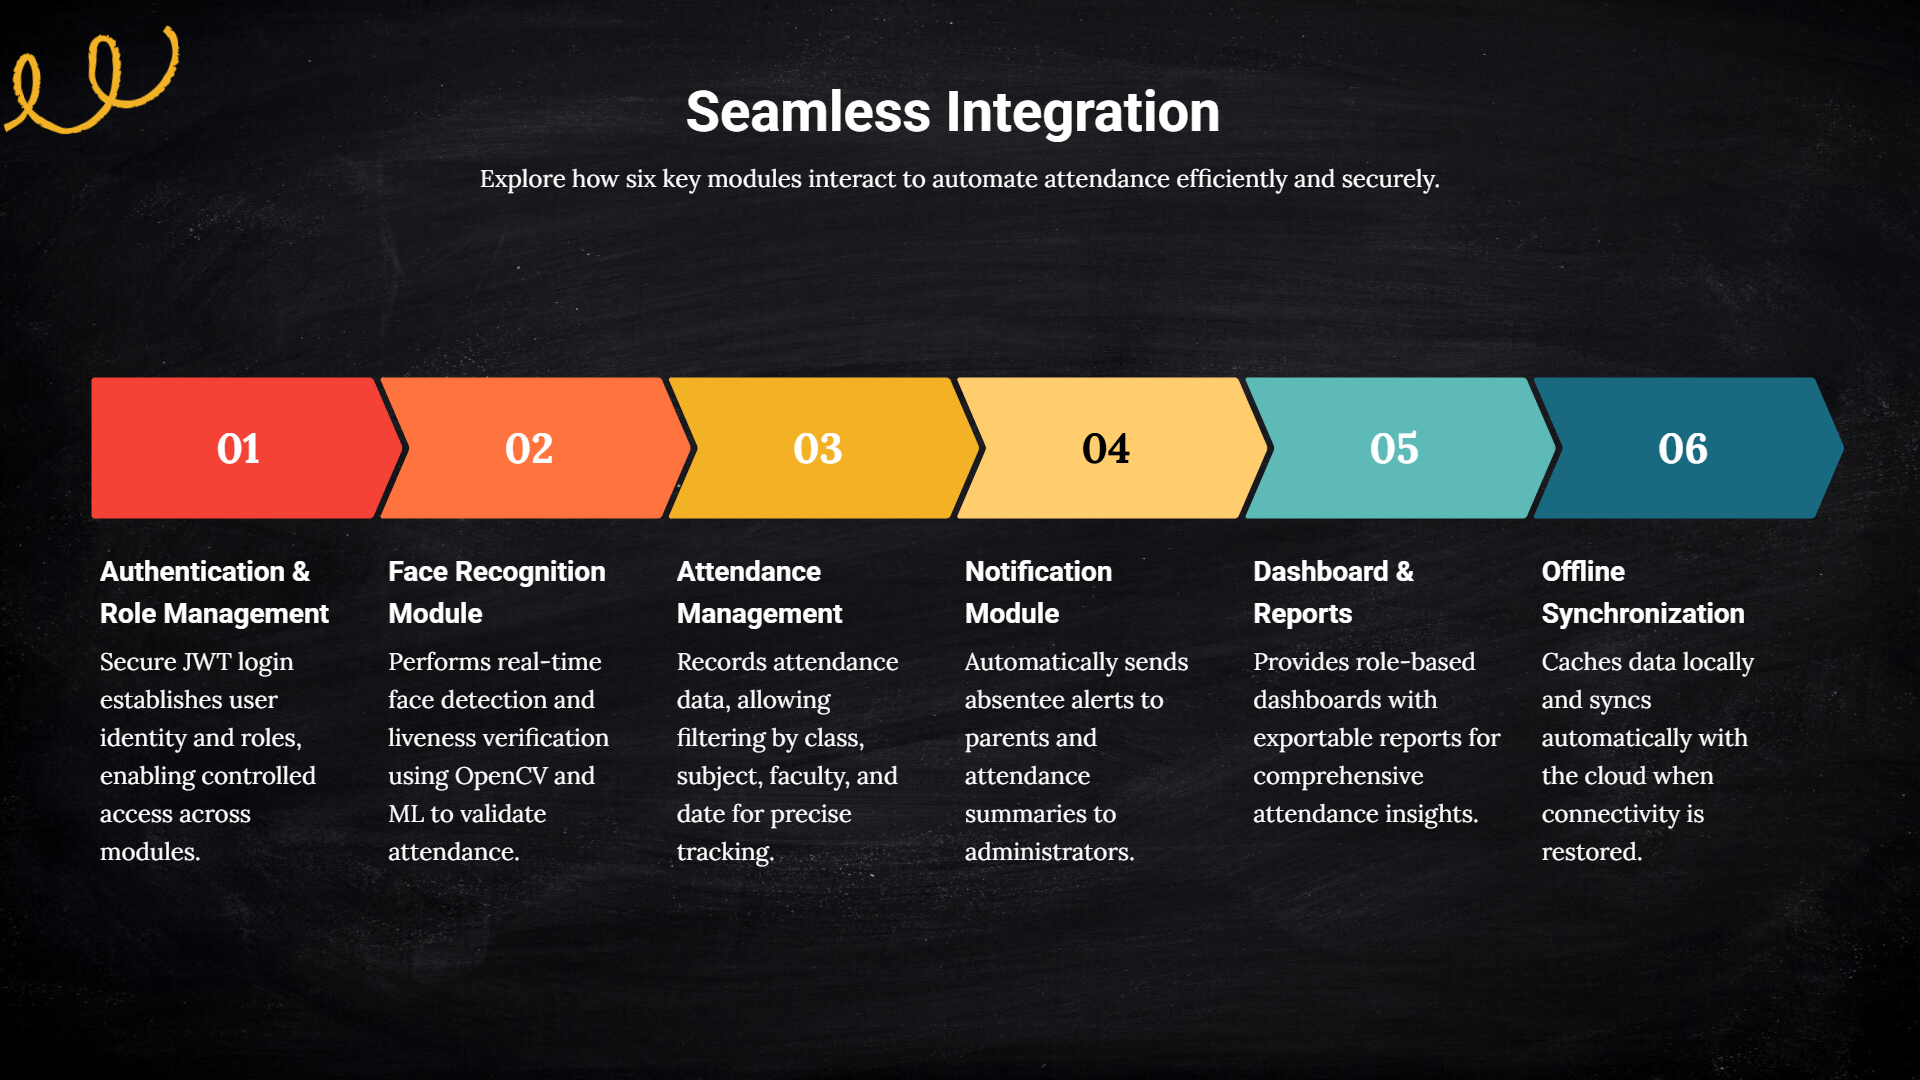 Seamless Integration
Explore how six key modules interact to automate attendance efficiently and securely.
01
02
03
04
05
06
Authentication &
Role Management
Secure JWT login
establishes user
identity and roles,
enabling controlled
access across
modules.
Face Recognition
Module
Performs real-time
face detection and
liveness verification
using OpenCV and
ML to validate
attendance.
Attendance
Management
Records attendance
data, allowing
filtering by class,
subject, faculty, and
date for precise
tracking.
Notification
Module
Automatically sends
absentee alerts to
parents and
attendance
summaries to
administrators.
Dashboard &
Reports
Provides role-based
dashboards with
exportable reports for
comprehensive
attendance insights.
Offline
Synchronization
Caches data locally
and syncs
automatically with
the cloud when
connectivity is
restored.